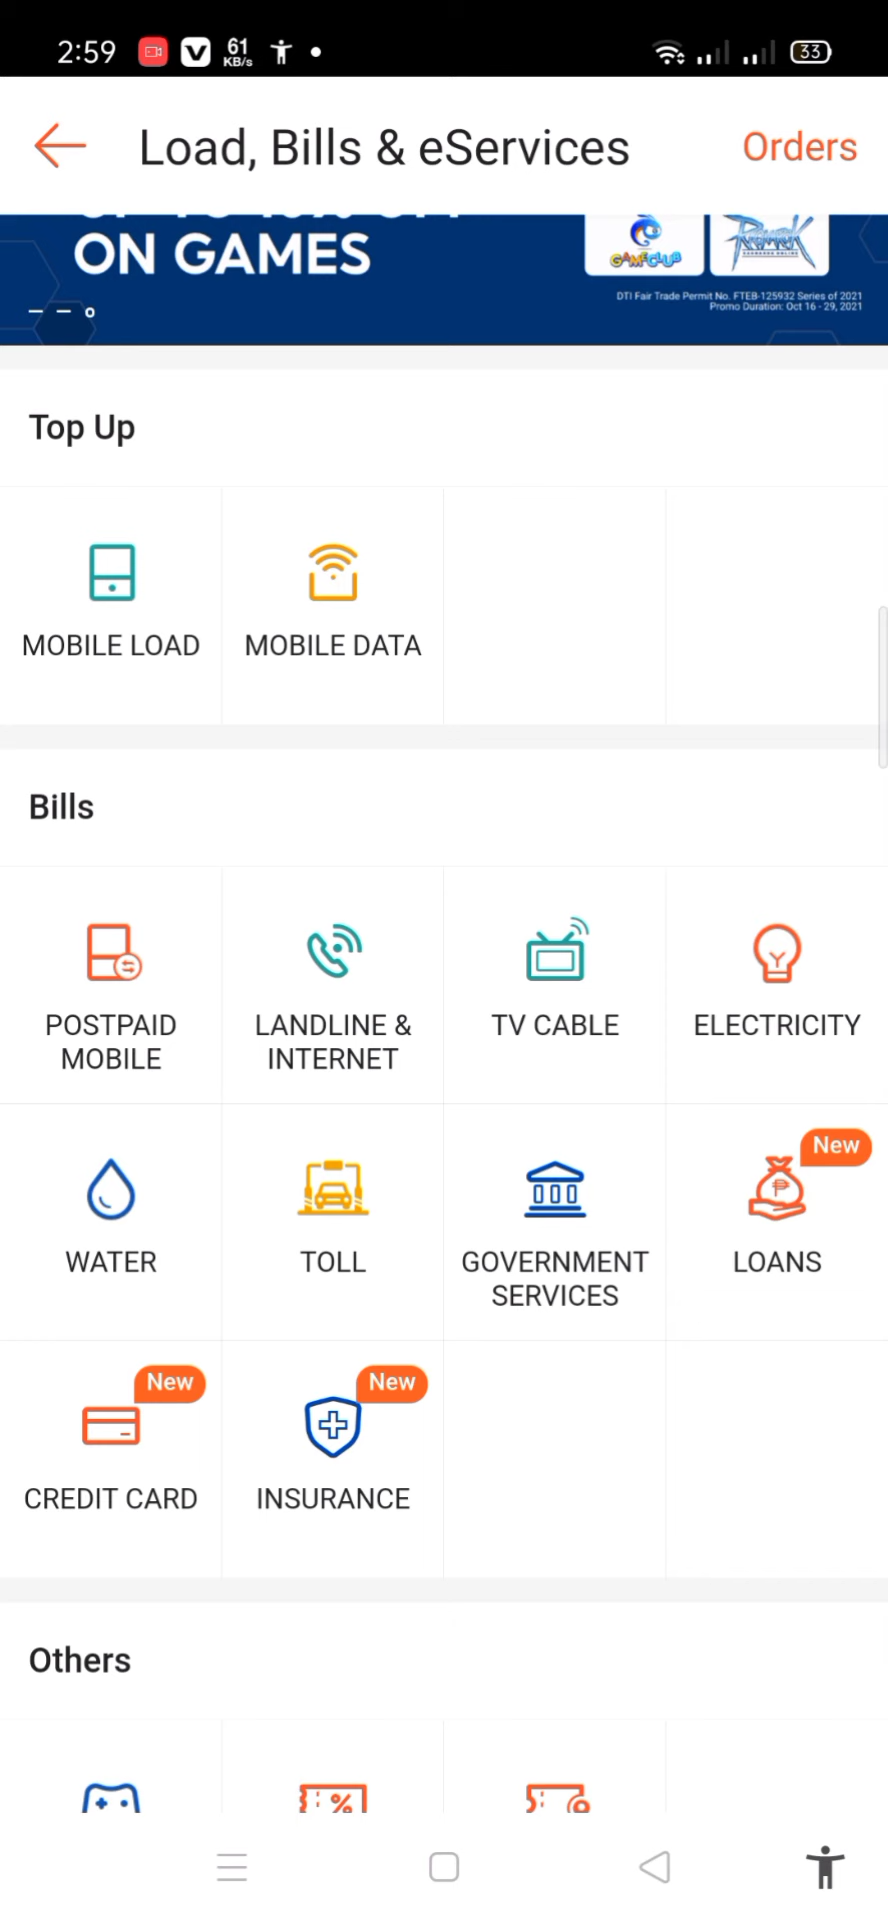 2:59
61
KB/s
33
Load, Bills & eServices
Orders
ON GAMES
GAMECLUB
RAGNAROK
DTI Fair Trade Permit No. FTEB-125932 Series of 2021
Promo Duration: Oct 16 - 29, 2021
Top Up
MOBILE LOAD
MOBILE DATA
Bills
POSTPAID
MOBILE
LANDLINE &
INTERNET
TV CABLE
ELECTRICITY
WATER
TOLL
GOVERNMENT
SERVICES
New
LOANS
New
CREDIT CARD
New
INSURANCE
Others